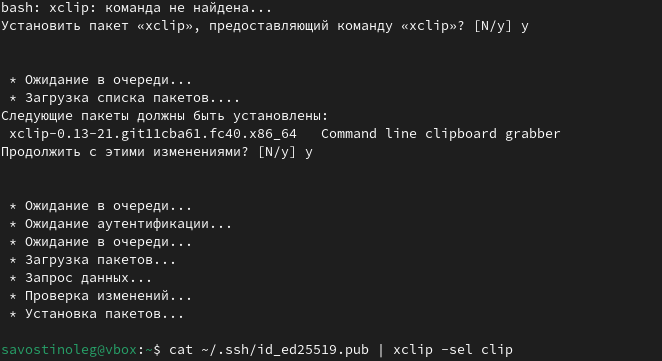 bash: xclip: команда не найдена...
Установить пакет «xclip», предоставляющий команду «xclip»? [N/y] y
* Ожидание в очереди...
* Загрузка списка пакетов....
Следующие пакеты должны быть установлены:
xclip-0.13-21.git11cba61.fc40.x86_64   Command line clipboard grabber
Продолжить с этими изменениями? [N/y] y
* Ожидание в очереди...
* Ожидание аутентификации...
* Ожидание в очереди...
* Загрузка пакетов...
* Запрос данных...
* Проверка изменений...
* Установка пакетов...
savostinoleg@vbox:~$ cat ~/.ssh/id_ed25519.pub | xclip -sel clip